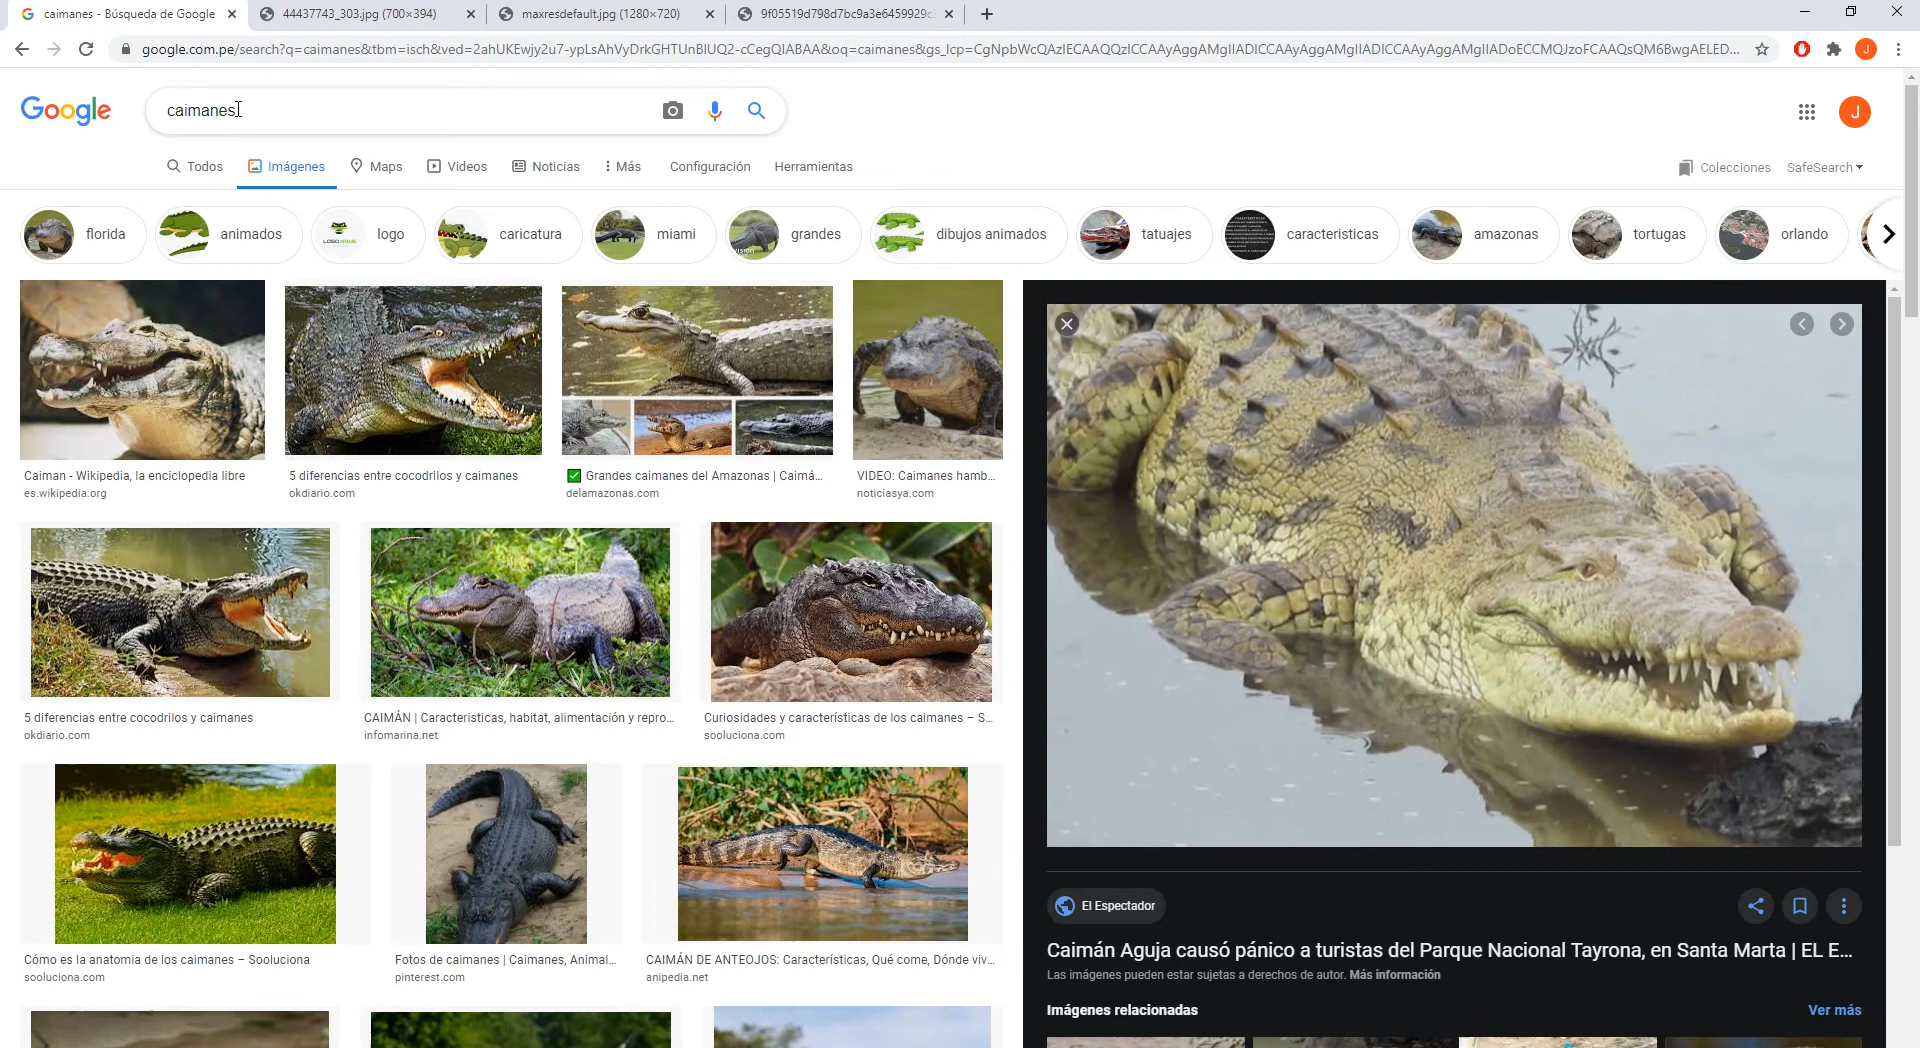 caimanes - Búsqueda de Google
44437743_303.jpg (700×394)
maxresdefault.jpg (1280×720)
9f05519d798d7bc9a3e6459929c
google.com.pe/search?q=caimanes&tbm=isch&ved=2ahUKEwjy2u7-ypLsAhVyDrkGHTUnBIUQ2-cCegQIABAA&oq=caimanes&gs_lcp=CgNpbWcQAzIECAAQQzICCAAyAggAMgIIADICCAAyAggAMgIIADICCAAyAggAMgIIADoECCMQJzoFCAAQsQM6BwgAELED...
J
Google
caimanes
J
Todos
Imágenes
Maps
Videos
Noticias
Más
Configuración
Herramientas
Colecciones
SafeSearch
florida
animados
LOGO NAME
logo
caricatura
miami
grandes
dibujos animados
tatuajes
caracteristicas
amazonas
tortugas
orlando
Caiman - Wikipedia, la enciclopedia libre
es.wikipedia.org
5 diferencias entre cocodrilos y caimanes
okdiario.com
Grandes caimanes del Amazonas | Caimá...
delamazonas.com
VIDEO: Caimanes hamb...
noticiasya.com
5 diferencias entre cocodrilos y caimanes
okdiario.com
CAIMÁN | Caracteristicas, habitat, alimentación y repro...
infomarina.net
Curiosidades y características de los caimanes – S...
sooluciona.com
Cómo es la anatomia de los caimanes – Sooluciona
sooluciona.com
Fotos de caimanes | Caimanes, Animal...
pinterest.com
CAIMÁN DE ANTEOJOS: Características, Qué come, Dónde viv...
anipedia.net
El Espectador
Caimán Aguja causó pánico a turistas del Parque Nacional Tayrona, en Santa Marta | EL E...
Las imágenes pueden estar sujetas a derechos de autor. Más información
Imágenes relacionadas
Ver más